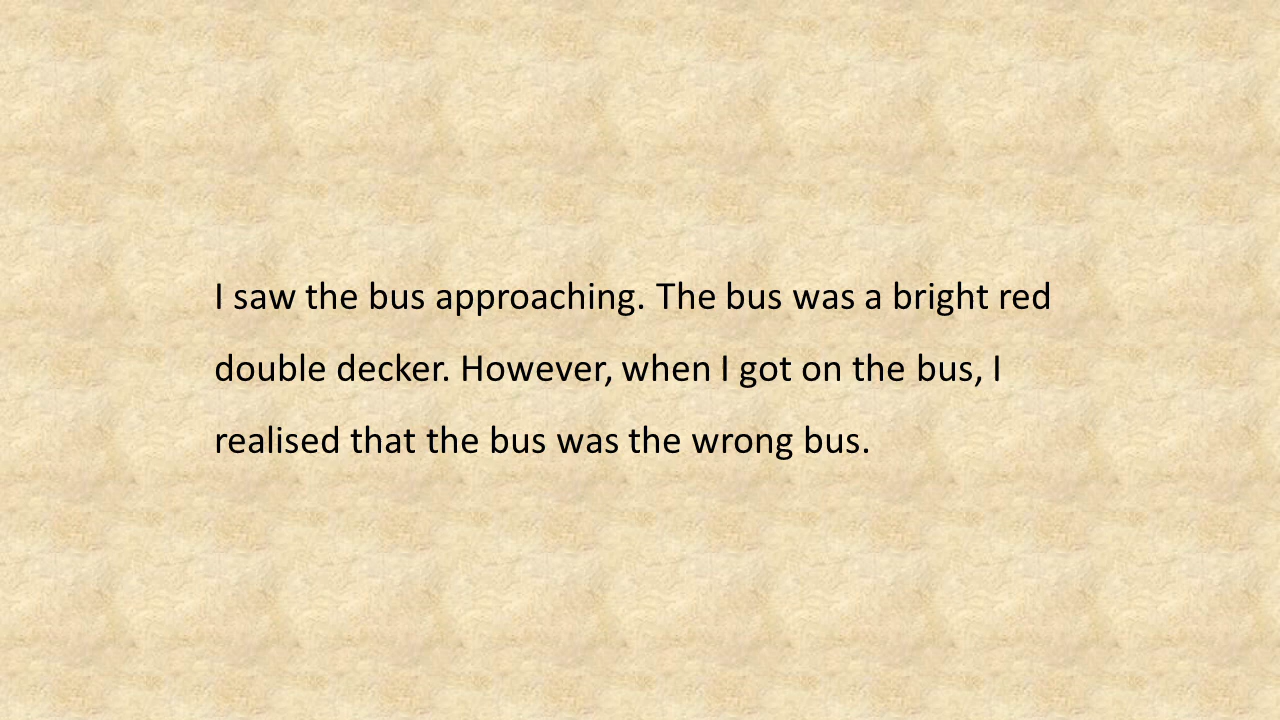 I saw the bus approaching. The bus was a bright red
double decker. However, when I got on the bus, I
realised that the bus was the wrong bus.